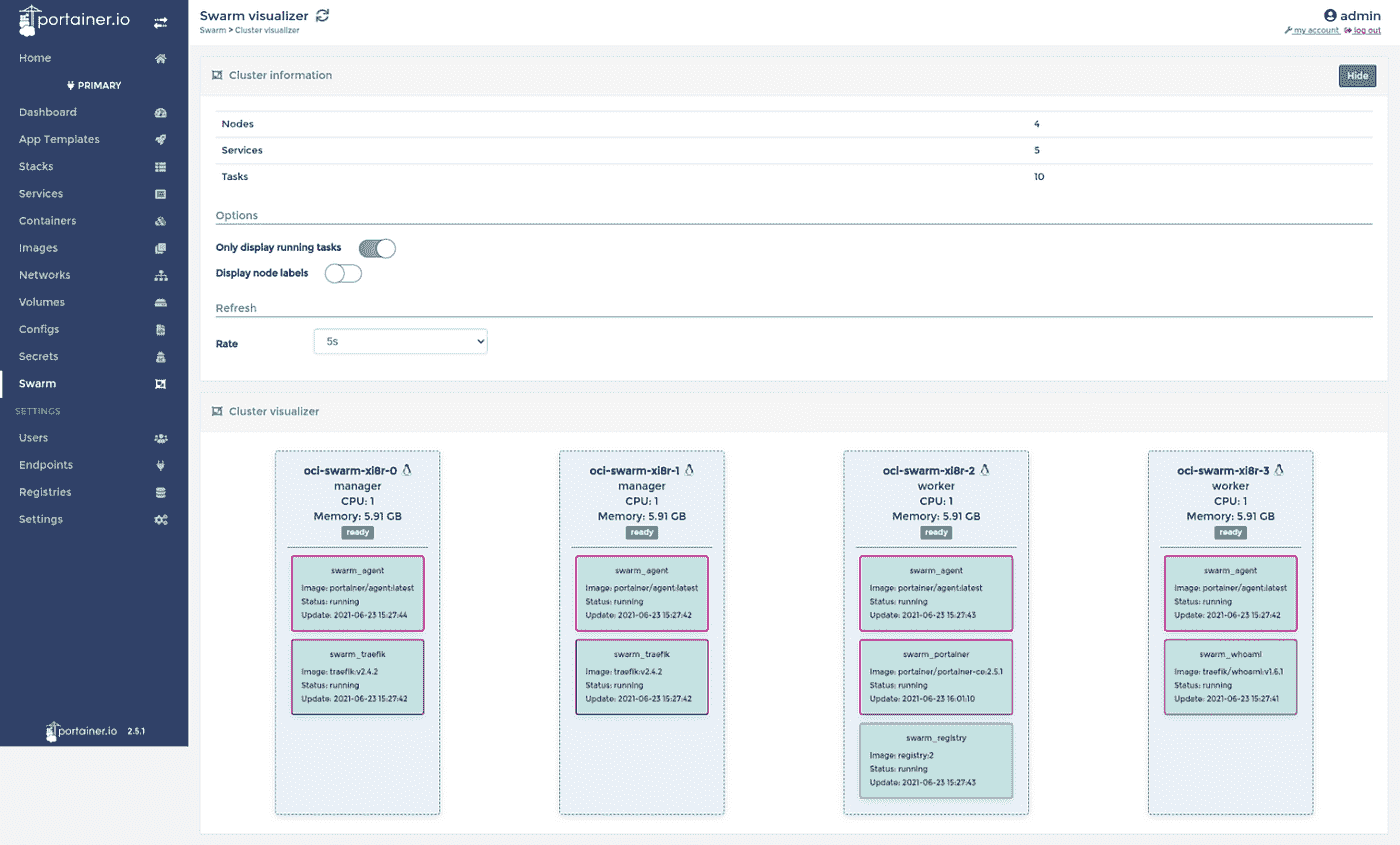 portainer.io
Home
PRIMARY
Dashboard
App Templates
Stacks
Services
Containers
Images
Networks
Volumes
Configs
Secrets
Swarm
SETTINGS
Users
Endpoints
Registries
Settings
portainer.io 2.5.1
Swarm visualizer
Swarm > Cluster visualizer
admin
my account log out
Cluster information
Hide
Nodes 4
Services 5
Tasks 10
Options
Only display running tasks
Display node labels
Refresh
Rate 5s
Cluster visualizer
oci-swarm-xi8r-0
manager
CPU: 1
Memory: 5.91 GB
ready
swarm_agent
Image: portainer/agent:latest
Status: running
Update: 2021-06-23 15:27:44
swarm_traefik
Image: traefik:v2.4.2
Status: running
Update: 2021-06-23 15:27:42
oci-swarm-xi8r-1
manager
CPU: 1
Memory: 5.91 GB
ready
swarm_agent
Image: portainer/agent:latest
Status: running
Update: 2021-06-23 15:27:42
swarm_traefik
Image: traefik:v2.4.2
Status: running
Update: 2021-06-23 15:27:42
oci-swarm-xi8r-2
worker
CPU: 1
Memory: 5.91 GB
ready
swarm_agent
Image: portainer/agent:latest
Status: running
Update: 2021-06-23 15:27:43
swarm_portainer
Image: portainer/portainer-ce:2.5.1
Status: running
Update: 2021-06-23 16:01:10
swarm_registry
Image: registry:2
Status: running
Update: 2021-06-23 15:27:43
oci-swarm-xi8r-3
worker
CPU: 1
Memory: 5.91 GB
ready
swarm_agent
Image: portainer/agent:latest
Status: running
Update: 2021-06-23 15:27:42
swarm_whoami
Image: traefik/whoami:v1.6.1
Status: running
Update: 2021-06-23 15:27:41